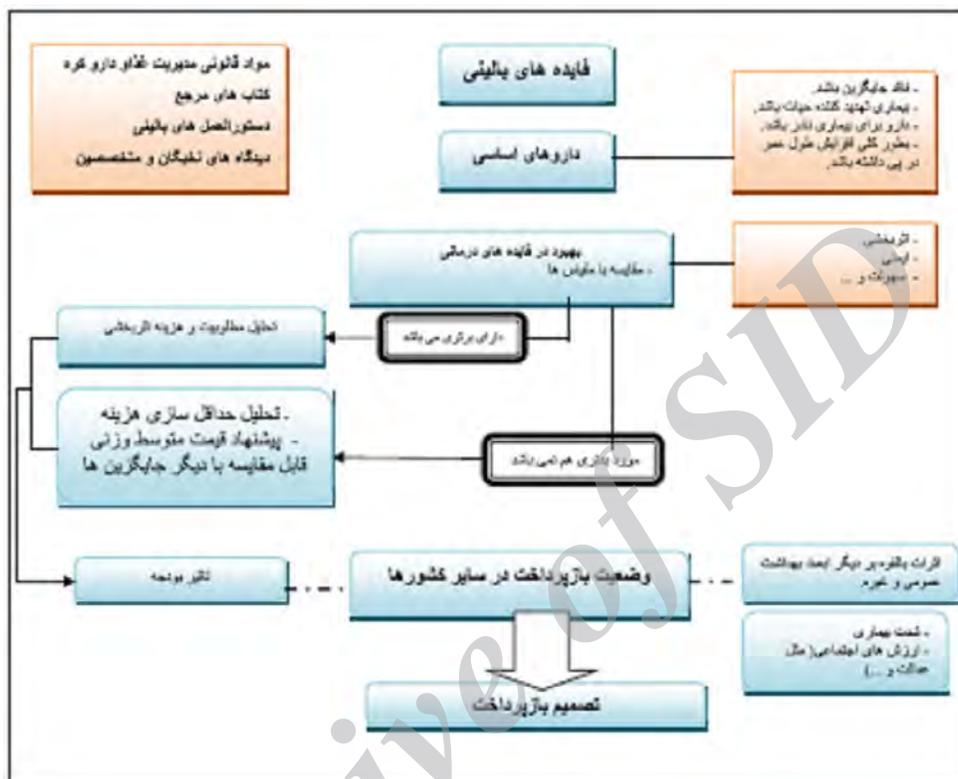 مواد قانونی مدیریت غذاو دارو کره
کتاب های مرجع
دستورالعمل های بالینی
دیدگاه های نخبگان و متخصصین
فایده های بالینی
داروهای اساسی
- فاقد جایگزین باشد.
- بیماری تهدید کننده حیات باشد.
- دارو برای بیماری نادر باشد.
- بطور کلی افزایش طول عمر
در پی داشته باشد.
بهبود در فایده های درمانی
- مقایسه با مقیاس ها
- اثربخشی
- ایمنی
- سهولت و ...
دارای برتری می باشد
تحلیل مطلوبیت و هزینه اثربخشی
- تحلیل حداقل سازی هزینه
- پیشنهاد قیمت متوسط وزنی
قابل مقایسه با دیگر جایگزین ها
هم نمی باشد
تاثیر بودجه
وضعیت بازپرداخت در سایر کشورها
اثرات بالقوه بر دیگر ابعاد بهداشت
عمومی و غیره
- شدت بیماری
- ارزش های اجتماعی( مثل
عدالت و ...)
تصمیم بازپرداخت
ive of SID